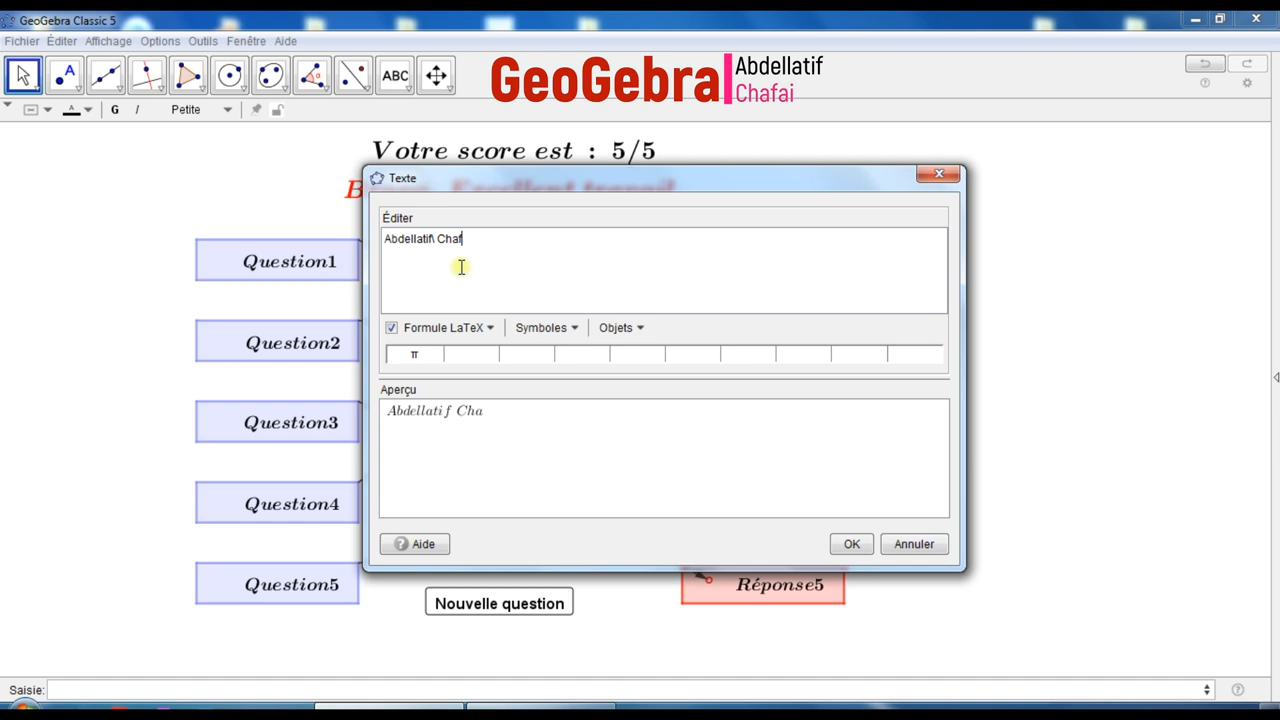 GeoGebra Classic 5
Fichier Éditer Affichage Options Outils Fenêtre Aide
A ABC
GeoGebra Abdellatif
Chafai
G I Petite
Votre score est : 5/5
Texte
Éditer
Abdellatif\ Chaf
Formule LaTeX Symboles Objets
π
Aperçu
Abdellatif Cha
? Aide OK Annuler
Question1
Question2
Question3
Question4
Question5
Nouvelle question
Réponse5
Saisie: